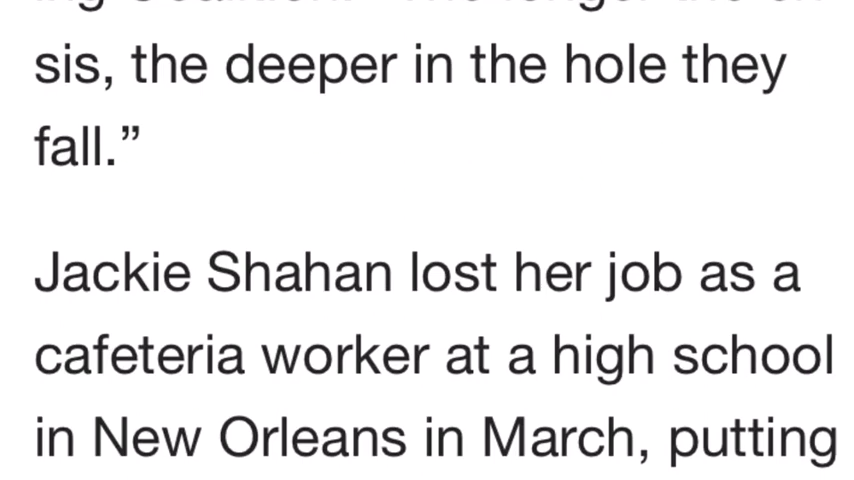 sis, the deeper in the hole they
fall.”
Jackie Shahan lost her job as a
cafeteria worker at a high school
in New Orleans in March, putting